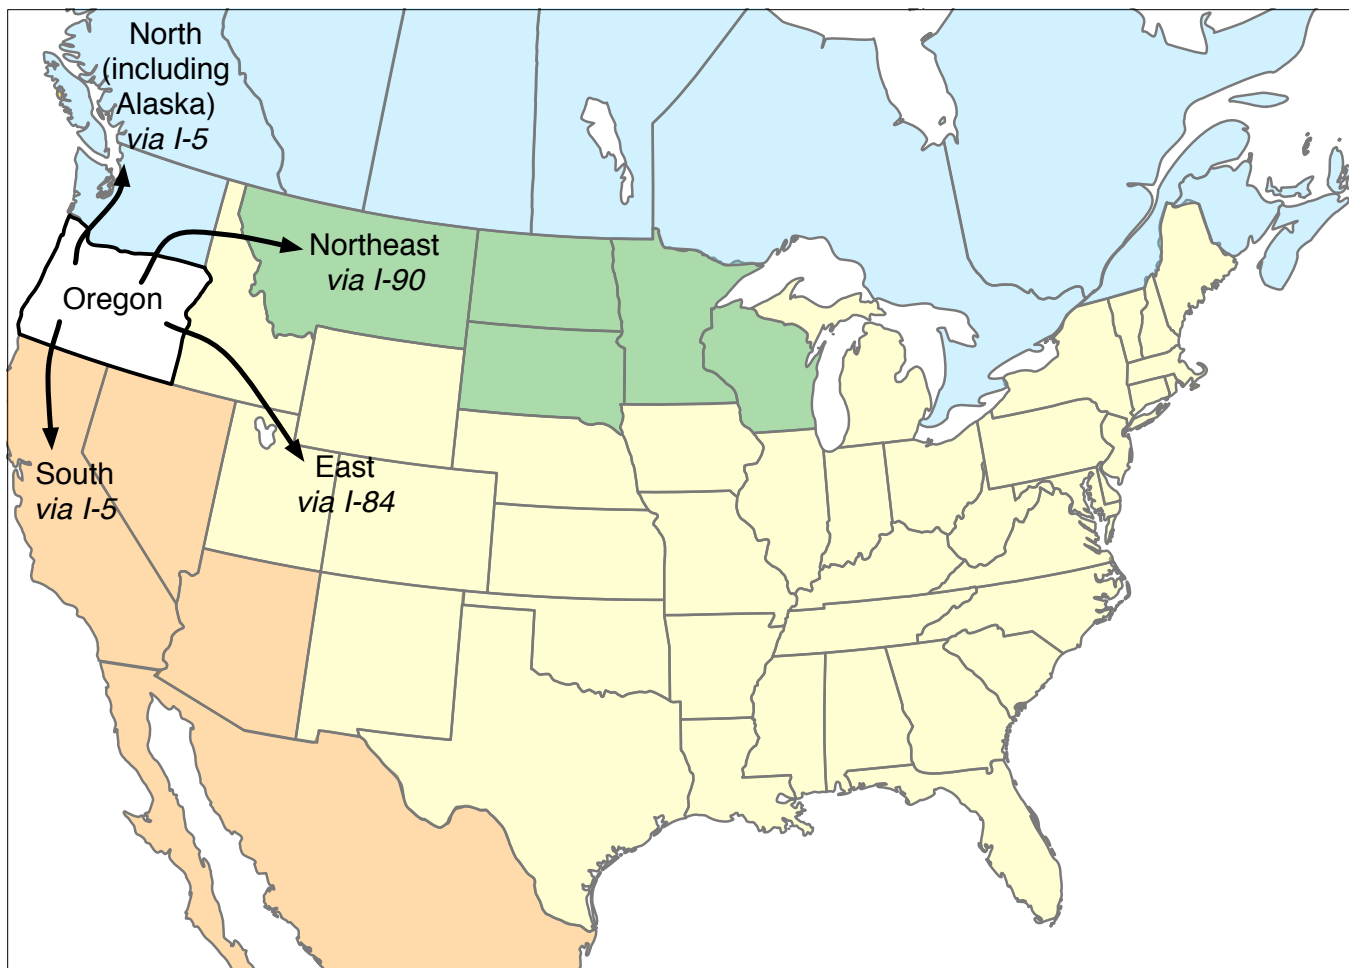 North
(including
Alaska)
via I-5
Northeast
via I-90
Oregon
East
via I-84
South
via I-5